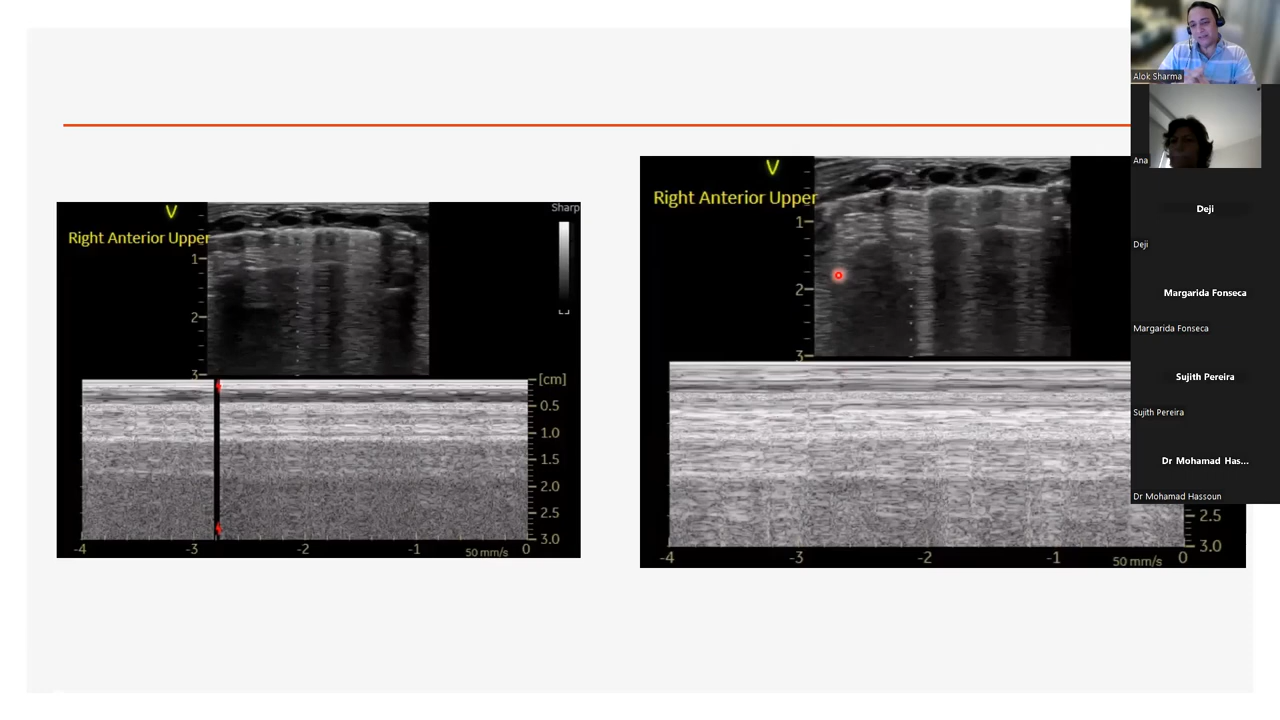 V
Right Anterior Upper
Sharp
1
2
3
[cm]
0.5
1.0
1.5
2.0
2.5
3.0
-4
-3
-2
-1
0
50 mm/s
V
Right Anterior Upper
1
2
3
2.5
3.0
-4
-3
-2
-1
0
50 mm/s
Alok Sharma
Ana
Deji
Deji
Margarida Fonseca
Margarida Fonseca
Sujith Pereira
Sujith Pereira
Dr Mohamad Has...
Dr Mohamad Hassoun